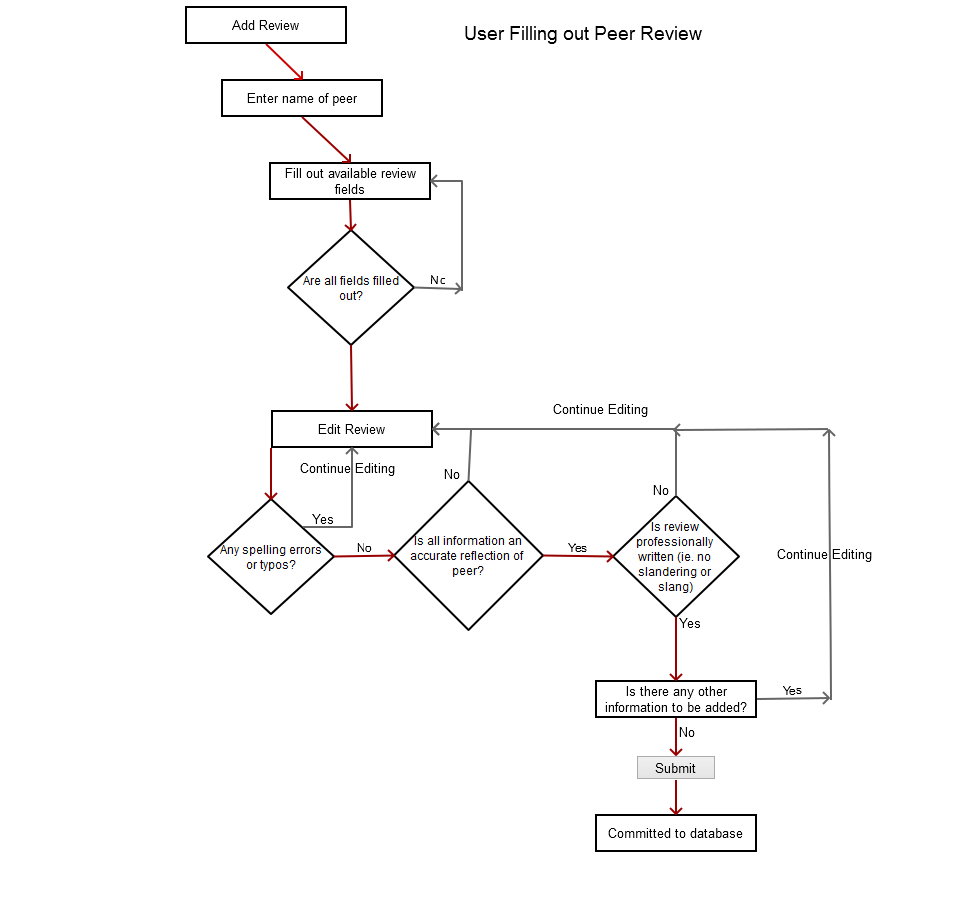 Add Review
User Filling out Peer Review
Enter name of peer
Fill out available review
fields
Are all fields filled
out?
Nc
Edit Review
Continue Editing
Continue Editing
Yes
Any spelling errors
or typos?
No
No
Is all information an
accurate reflection of
peer?
Yes
No
Is review
professionally
written (ie. no
slandering or
slang)
Continue Editing
Yes
Is there any other
information to be added?
Yes
No
Submit
Committed to database